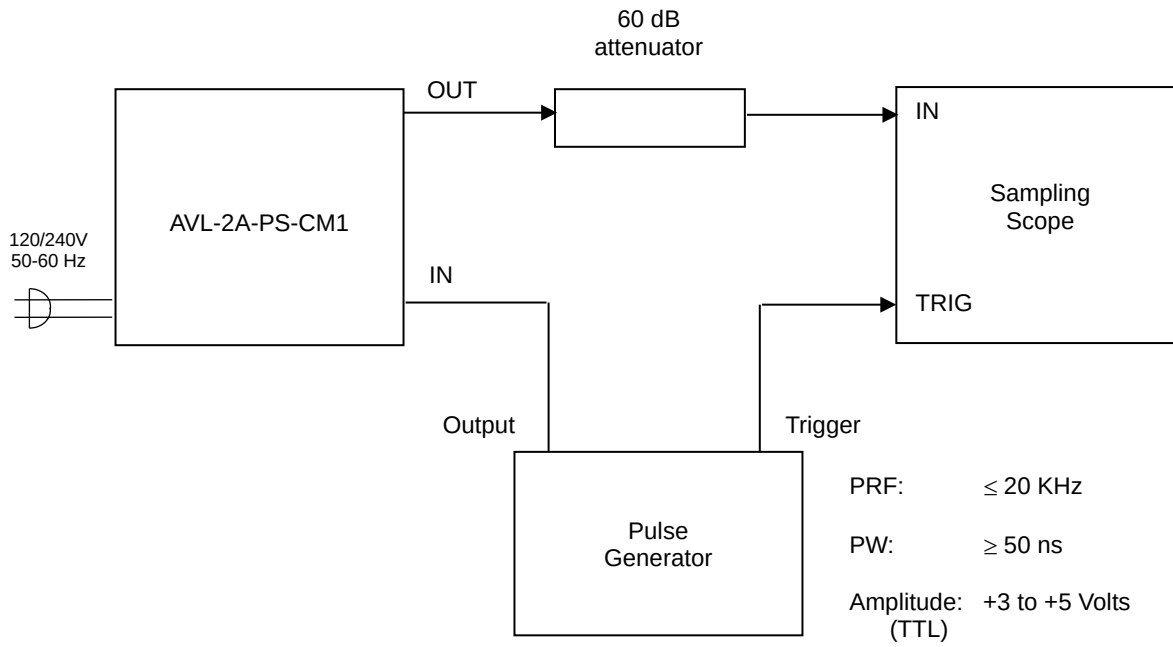 60 dB
attenuator
OUT
IN
AVL-2A-PS-CM1
Sampling
Scope
120/240V
50-60 Hz
IN
TRIG
Output
Trigger
PRF: ≤ 20 KHz
Pulse
Generator
PW: ≥ 50 ns
Amplitude: +3 to +5 Volts
(TTL)